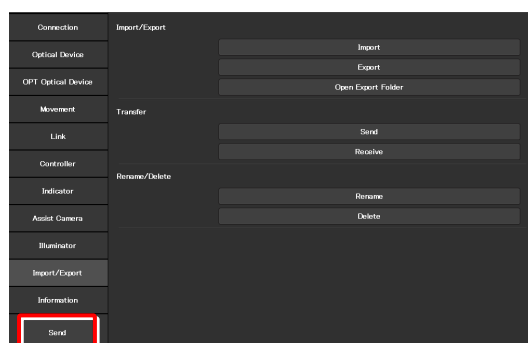 Connection
Optical Device
OPT Optical Device
Movement
Link
Controller
Indicator
Assist Camera
Illuminator
Import/Export
Information
Send
Import/Export
Import
Export
Open Export Folder
Transfer
Send
Receive
Rename/Delete
Rename
Delete